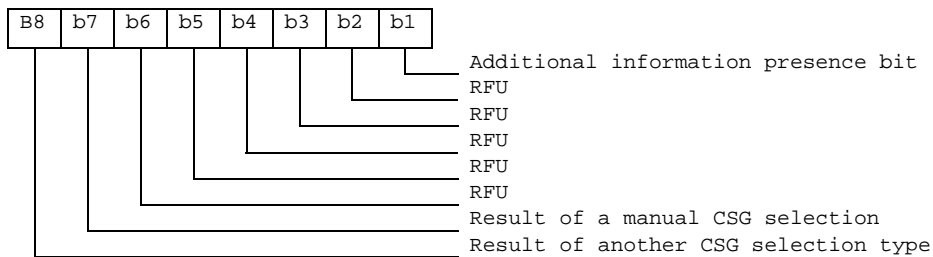 B8 b7 b6 b5 b4 b3 b2 b1
Additional information presence bit
RFU
RFU
RFU
RFU
RFU
Result of a manual CSG selection
Result of another CSG selection type